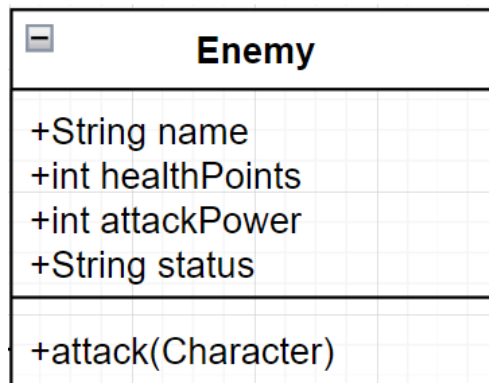 Enemy
+String name
+int healthPoints
+int attackPower
+String status
+attack(Character)